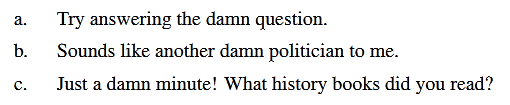 a. Try answering the damn question.
b. Sounds like another damn politician to me.
c. Just a damn minute! What history books did you read?